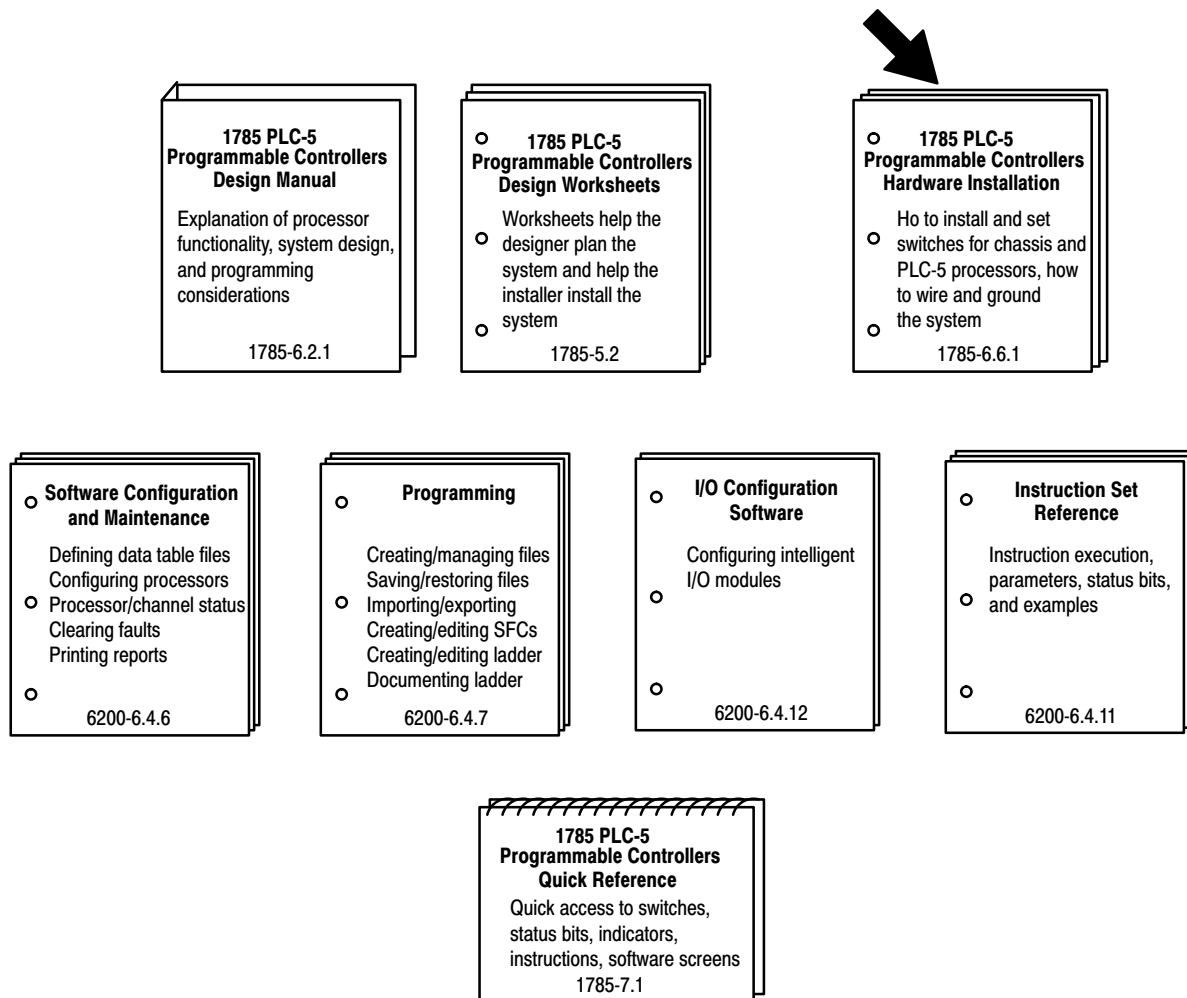 1785 PLC-5
Programmable Controllers
Design Manual
Explanation of processor
functionality, system design,
and programming
considerations
1785-6.2.1
1785 PLC-5
Programmable Controllers
Design Worksheets
Worksheets help the
designer plan the
system and help the
installer install the
system
1785-5.2
1785 PLC-5
Programmable Controllers
Hardware Installation
Ho to install and set
switches for chassis and
PLC-5 processors, how
to wire and ground
the system
1785-6.6.1
Software Configuration
and Maintenance
Defining data table files
Configuring processors
Processor/channel status
Clearing faults
Printing reports
6200-6.4.6
Programming
Creating/managing files
Saving/restoring files
Importing/exporting
Creating/editing SFCs
Creating/editing ladder
Documenting ladder
6200-6.4.7
I/O Configuration
Software
Configuring intelligent
I/O modules
6200-6.4.12
Instruction Set
Reference
Instruction execution,
parameters, status bits,
and examples
6200-6.4.11
1785 PLC-5
Programmable Controllers
Quick Reference
Quick access to switches,
status bits, indicators,
instructions, software screens
1785-7.1